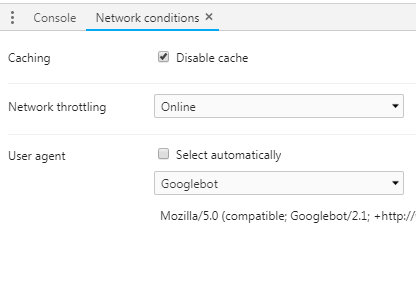 Console Network conditions ×
Caching Disable cache
Network throttling Online
User agent Select automatically
Googlebot
Mozilla/5.0 (compatible; Googlebot/2.1; +http://